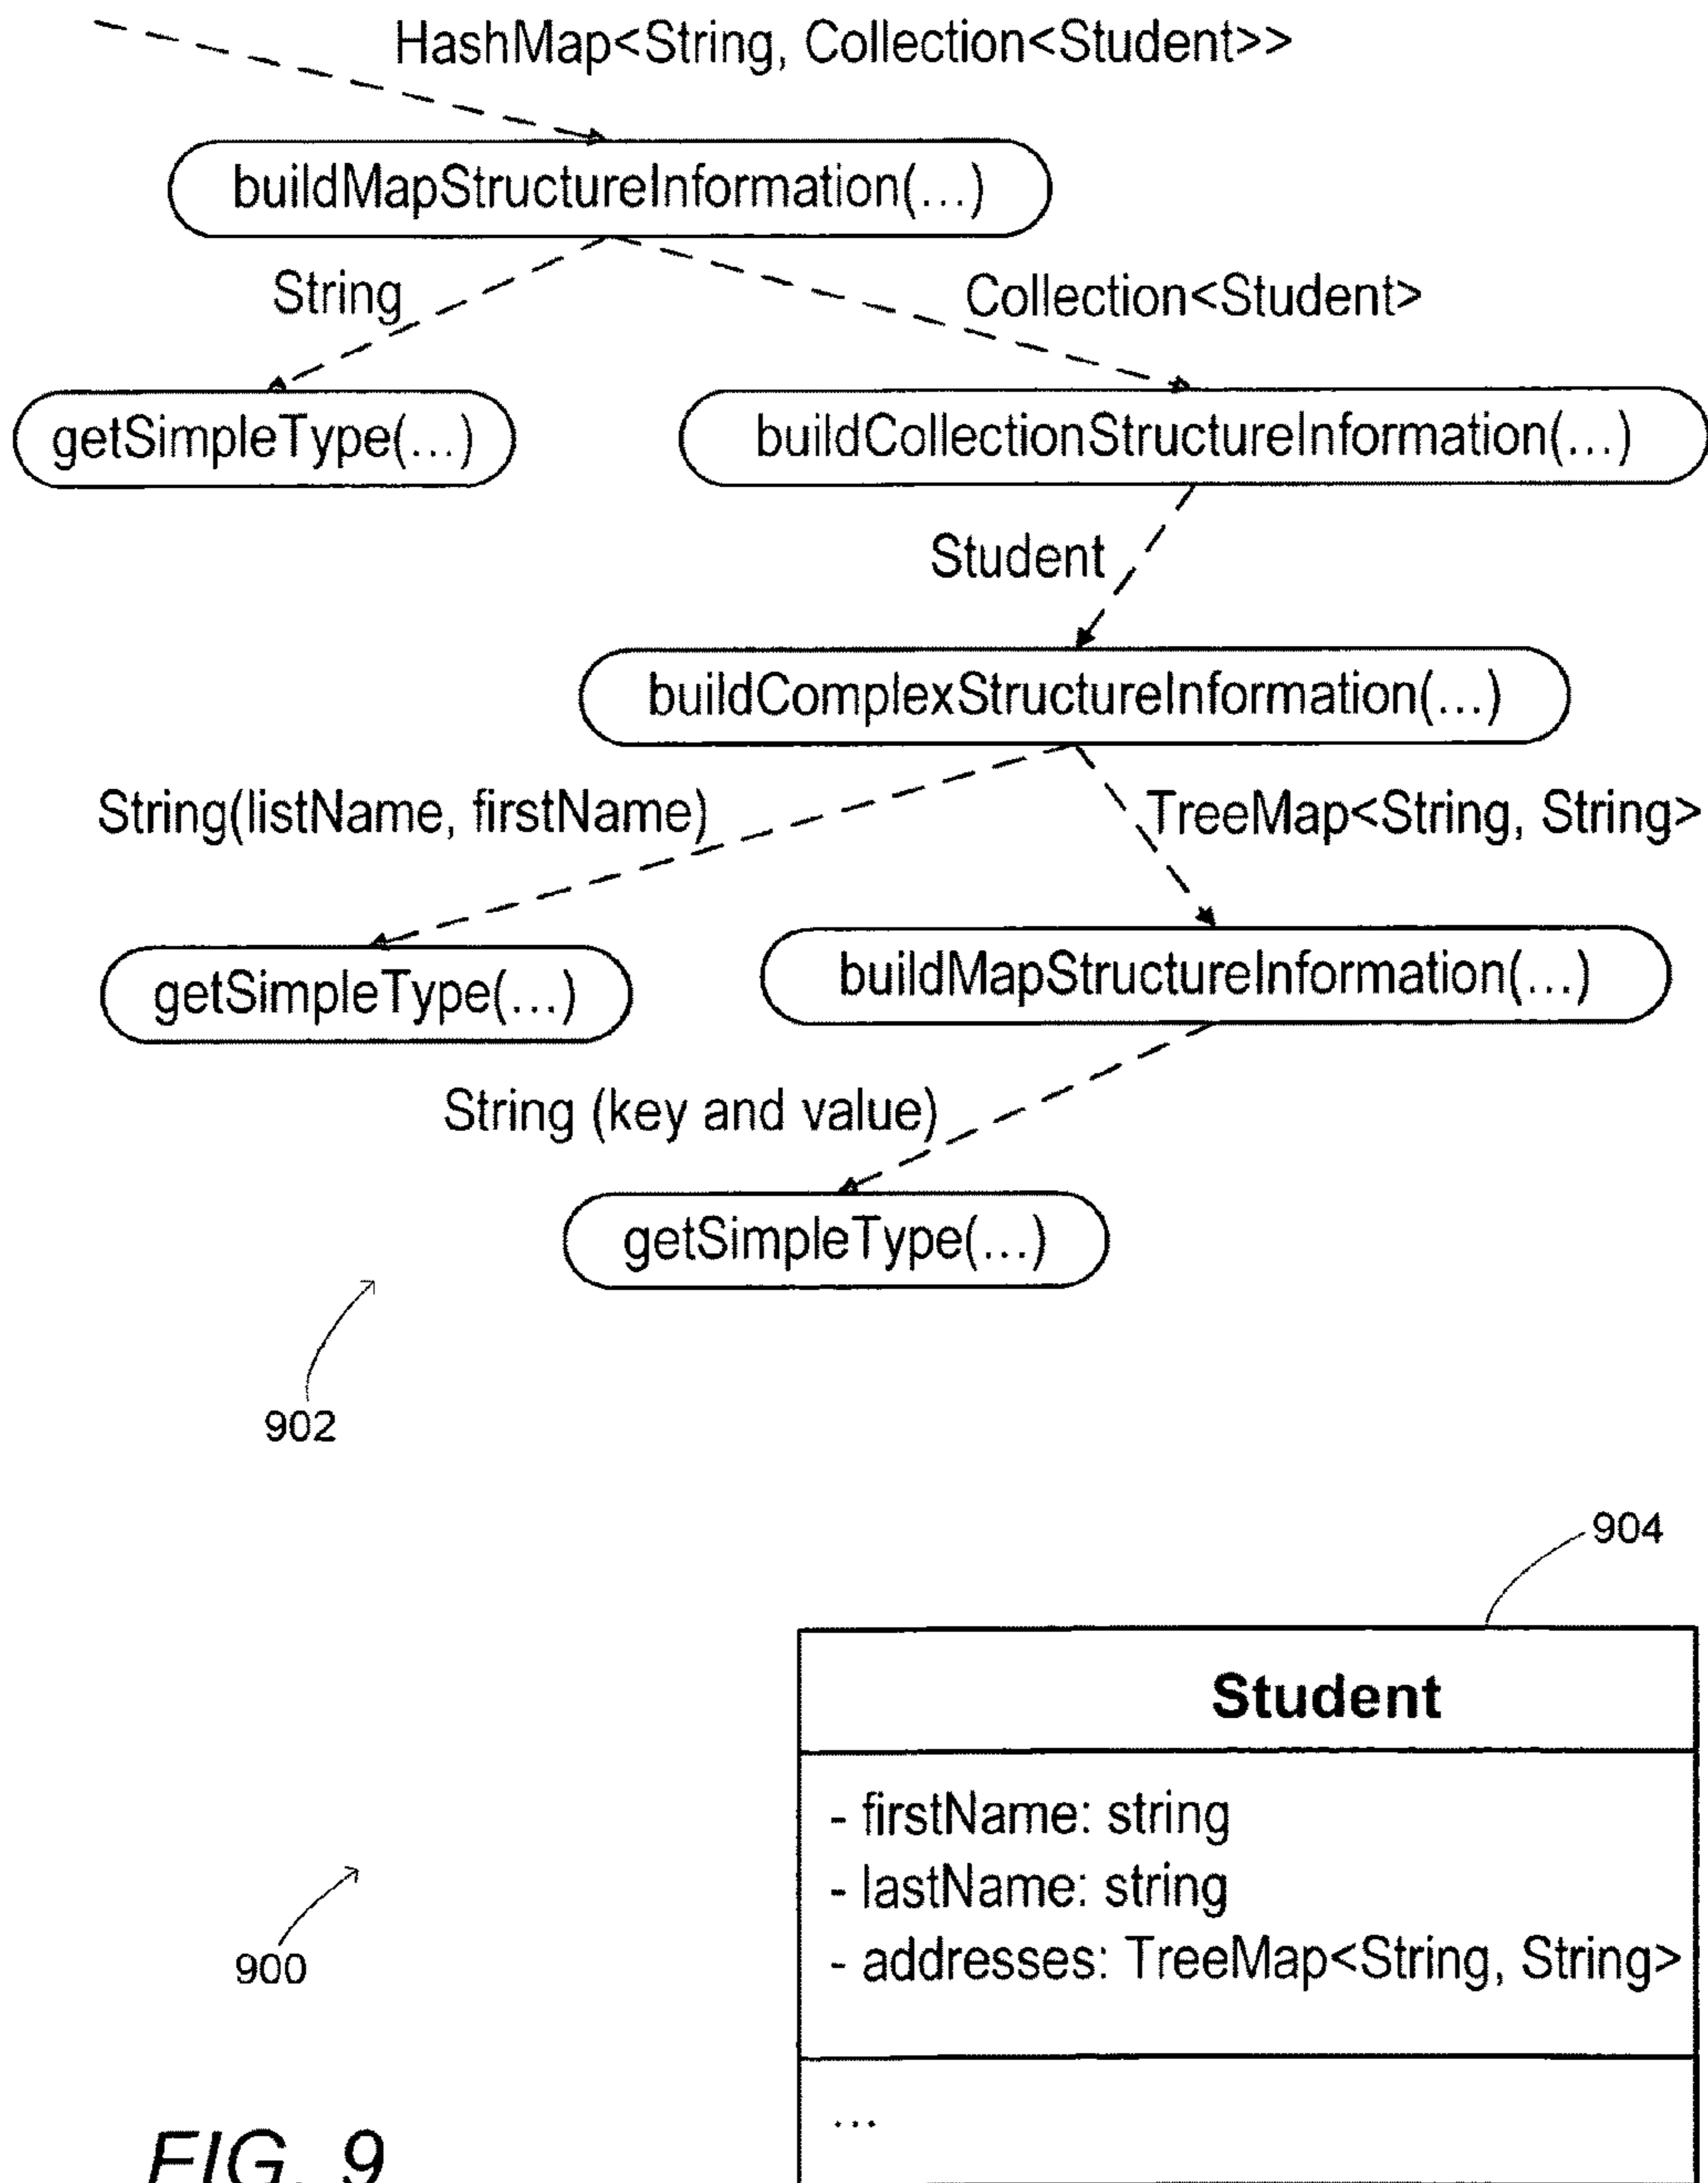 HashMap<String, Collection<Student>>
buildMapStructureInformation(...)
String
Collection<Student>
getSimpleType(...)
buildCollectionStructureInformation(...)
Student
buildComplexStructureInformation(...)
String(listName, firstName)
TreeMap<String, String>
getSimpleType(...)
buildMapStructureInformation(...)
String (key and value)
getSimpleType(...)
902
904
Student
- firstName: string
- lastName: string
- addresses: TreeMap<String, String>
900
...
FIG. 9